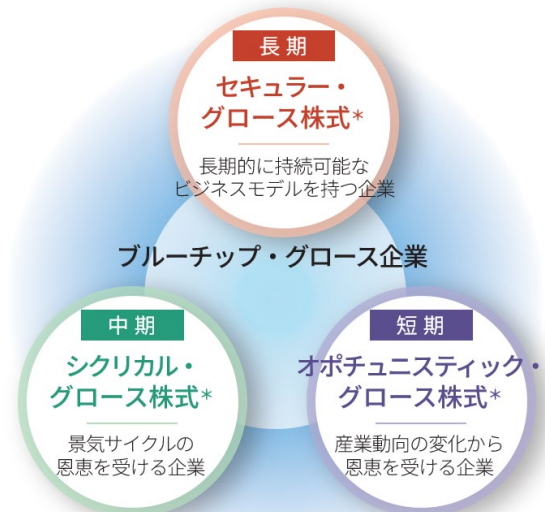 長期
セキュラー・
グロース株式*
長期的に持続可能な
ビジネスモデルを持つ企業
ブルーチップ・グロース企業
中期
シクリカル・
グロース株式*
景気サイクルの
恩恵を受ける企業
短期
オポチュニスティック・
グロース株式*
産業動向の変化から
恩恵を受ける企業